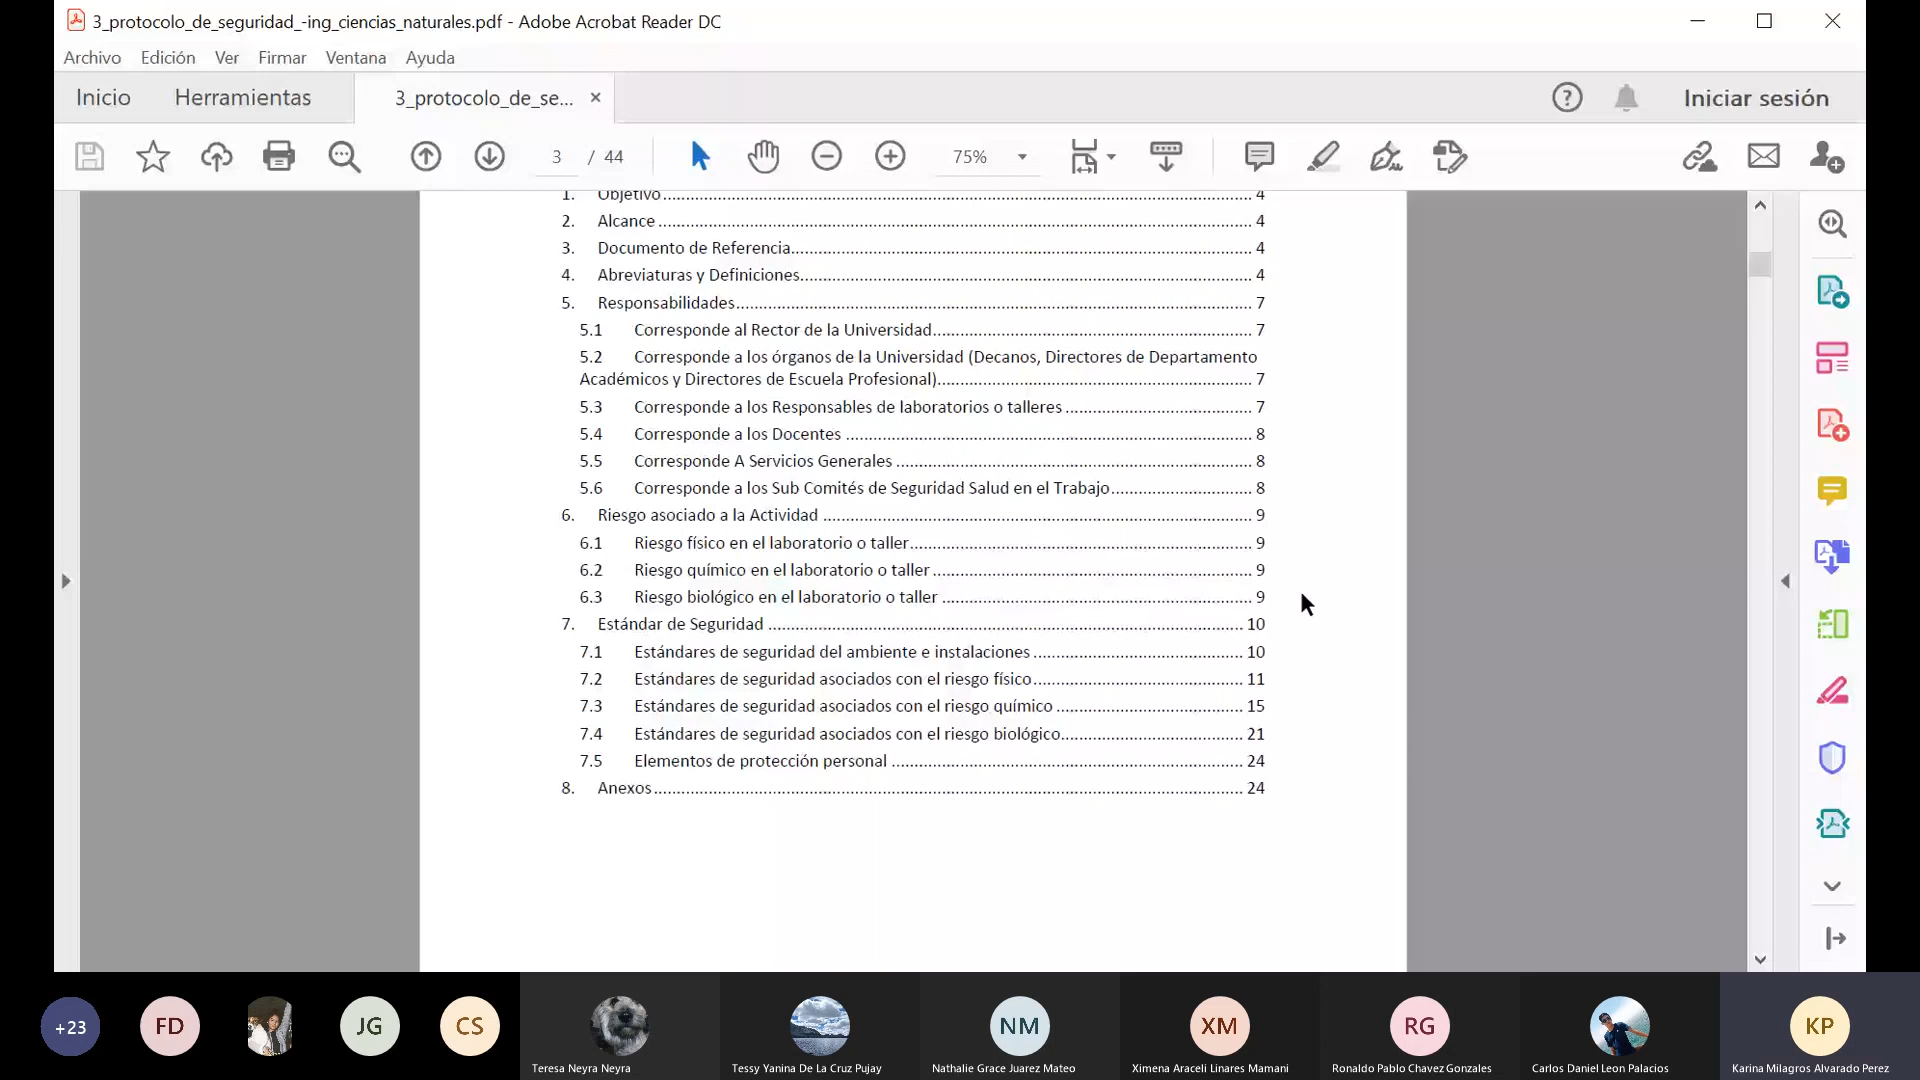 3_protocolo_de_seguridad_-ing_ciencias_naturales.pdf - Adobe Acrobat Reader DC
Archivo Edición Ver Firmar Ventana Ayuda
Inicio Herramientas 3_protocolo_de_se... × Iniciar sesión
3 / 44 75%
1. Objetivo 4
2. Alcance 4
3. Documento de Referencia 4
4. Abreviaturas y Definiciones 4
5. Responsabilidades 7
5.1 Corresponde al Rector de la Universidad 7
5.2 Corresponde a los órganos de la Universidad (Decanos, Directores de Departamento
Académicos y Directores de Escuela Profesional) 7
5.3 Corresponde a los Responsables de laboratorios o talleres 7
5.4 Corresponde a los Docentes 8
5.5 Corresponde A Servicios Generales 8
5.6 Corresponde a los Sub Comités de Seguridad Salud en el Trabajo 8
6. Riesgo asociado a la Actividad 9
6.1 Riesgo físico en el laboratorio o taller 9
6.2 Riesgo químico en el laboratorio o taller 9
6.3 Riesgo biológico en el laboratorio o taller 9
7. Estándar de Seguridad 10
7.1 Estándares de seguridad del ambiente e instalaciones 10
7.2 Estándares de seguridad asociados con el riesgo físico 11
7.3 Estándares de seguridad asociados con el riesgo químico 15
7.4 Estándares de seguridad asociados con el riesgo biológico 21
7.5 Elementos de protección personal 24
8. Anexos 24
+23 FD JG CS NM XM RG KP
Teresa Neyra Neyra Tessy Yanina De La Cruz Pujay Nathalie Grace Juarez Mateo Ximena Araceli Linares Mamani Ronaldo Pablo Chavez Gonzales Carlos Daniel Leon Palacios Karina Milagros Alvarado Perez